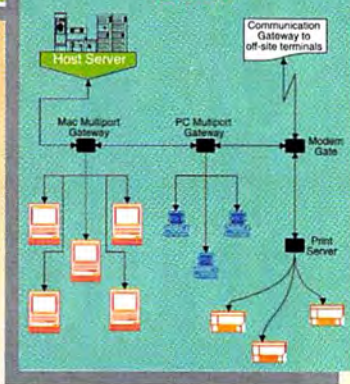 Host Server
Communication
Gateway to
off-site terminals
Mac Multiport
Gateway
PC Multiport
Gateway
Modem
Gate
Print
Server